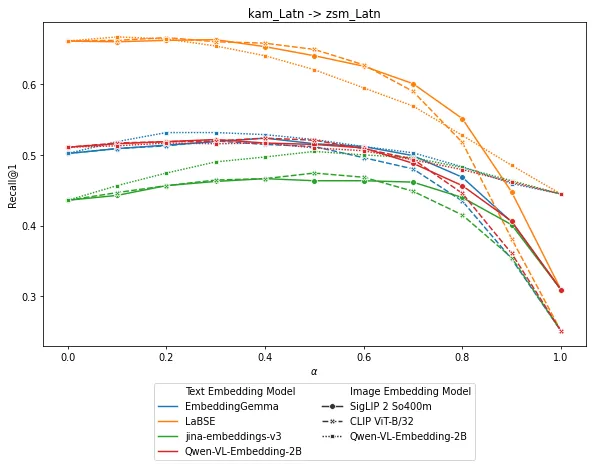 kam_Latn -> zsm_Latn
Recall@1
0.6
0.5
0.4
0.3
0.0
0.2
0.4
0.6
0.8
1.0
α
Text Embedding Model
EmbeddingGemma
LaBSE
jina-embeddings-v3
Qwen-VL-Embedding-2B
Image Embedding Model
SigLIP 2 So400m
CLIP ViT-B/32
Qwen-VL-Embedding-2B